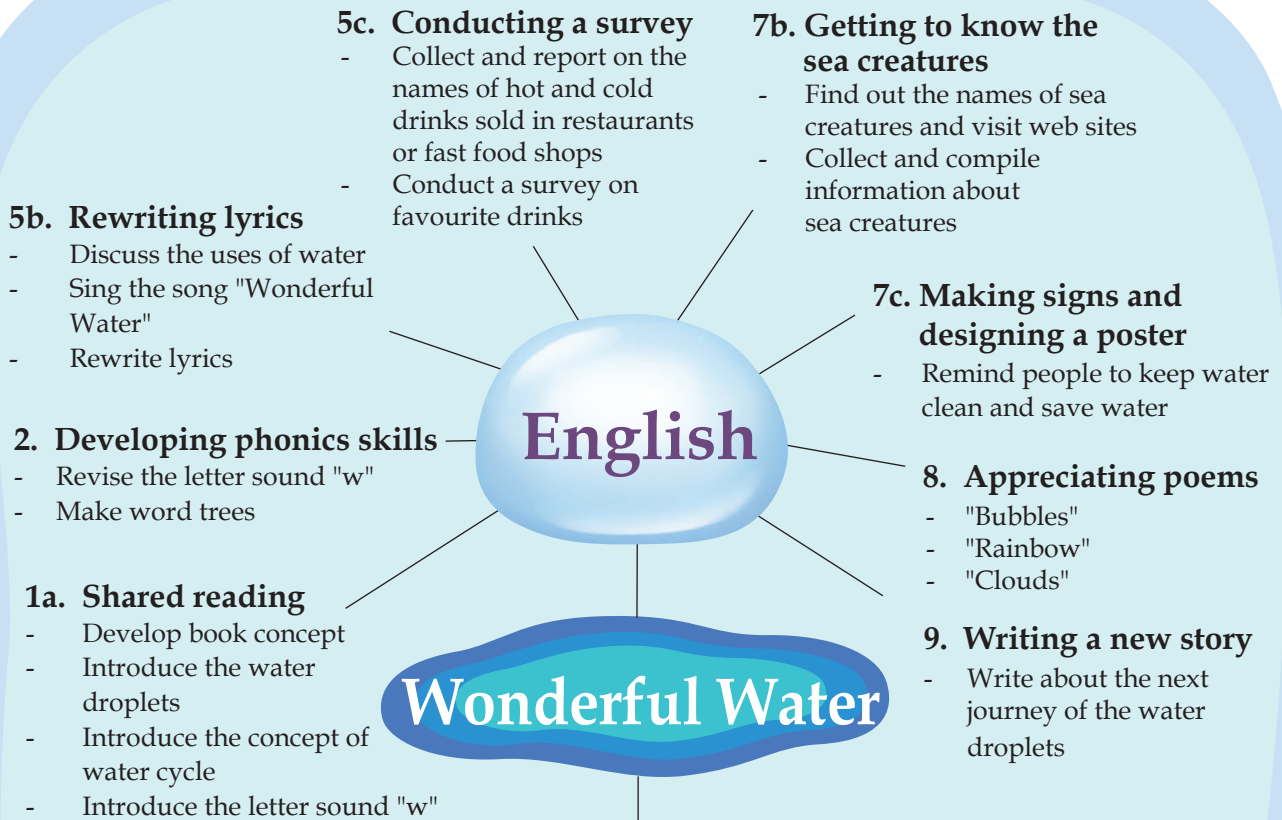 5c. Conducting a survey
- Collect and report on the
names of hot and cold
drinks sold in restaurants
or fast food shops
- Conduct a survey on
favourite drinks
7b. Getting to know the
sea creatures
- Find out the names of sea
creatures and visit web sites
- Collect and compile
information about
sea creatures
5b. Rewriting lyrics
- Discuss the uses of water
- Sing the song "Wonderful
Water"
- Rewrite lyrics
7c. Making signs and
designing a poster
- Remind people to keep water
clean and save water
English
2. Developing phonics skills
- Revise the letter sound "w"
- Make word trees
8. Appreciating poems
- "Bubbles"
- "Rainbow"
- "Clouds"
1a. Shared reading
- Develop book concept
- Introduce the water
droplets
- Introduce the concept of
water cycle
- Introduce the letter sound "w"
Wonderful Water
9. Writing a new story
- Write about the next
journey of the water
droplets